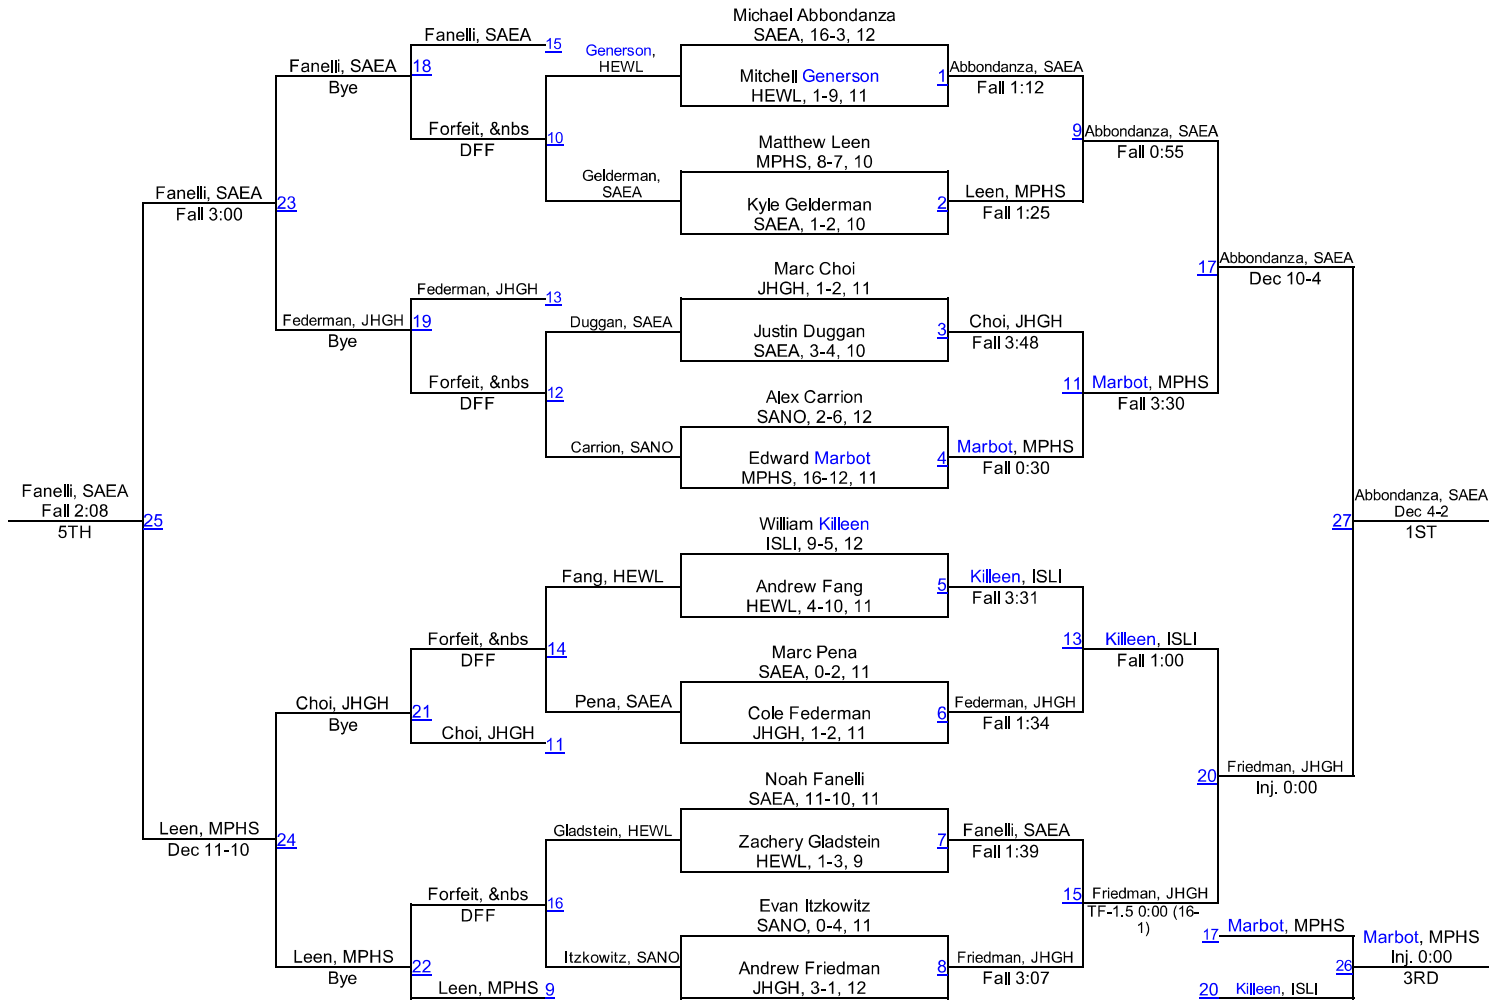 Michael Abbondanza
SAEA, 16-3, 12
Fanelli, SAEA
15
Generson,
HEWL
Fanelli, SAEA
18
Bye
Mitchell Generson
HEWL, 1-9, 11
1
Abbondanza, SAEA
Fall 1:12
Forfeit, &nbs
DFF
10
9
Abbondanza, SAEA
Fall 0:55
Matthew Leen
MPHS, 8-7, 10
Gelderman,
SAEA
Fanelli, SAEA
Fall 3:00
23
Kyle Gelderman
SAEA, 1-2, 10
2
Leen, MPHS
Fall 1:25
Marc Choi
JHGH, 1-2, 11
17
Abbondanza, SAEA
Dec 10-4
Federman, JHGH
13
Federman, JHGH
Bye
19
Duggan, SAEA
Justin Duggan
SAEA, 3-4, 10
3
Choi, JHGH
Fall 3:48
Forfeit, &nbs
DFF
12
11
Marbot, MPHS
Fall 3:30
Alex Carrion
SANO, 2-6, 12
Carrion, SANO
Edward Marbot
MPHS, 16-12, 11
4
Marbot, MPHS
Fall 0:30
Fanelli, SAEA
Fall 2:08
5TH
25
27
Abbondanza, SAEA
Dec 4-2
1ST
William Killeen
ISLI, 9-5, 12
Fang, HEWL
Andrew Fang
HEWL, 4-10, 11
5
Killeen, ISLI
Fall 3:31
Forfeit, &nbs
DFF
14
13
Killeen, ISLI
Fall 1:00
Marc Pena
SAEA, 0-2, 11
Choi, JHGH
Bye
21
Pena, SAEA
Cole Federman
JHGH, 1-2, 11
6
Federman, JHGH
Fall 1:34
Choi, JHGH
11
Noah Fanelli
SAEA, 11-10, 11
20
Friedman, JHGH
Inj. 0:00
Leen, MPHS
Dec 11-10
24
Gladstein, HEWL
Zachery Gladstein
HEWL, 1-3, 9
7
Fanelli, SAEA
Fall 1:39
Forfeit, &nbs
DFF
16
15
Friedman, JHGH
TF-1.5 0:00 (16-
1)
Evan Itzkowitz
SANO, 0-4, 11
17
Marbot, MPHS
Leen, MPHS
Bye
22
Itzkowitz, SANO
Andrew Friedman
JHGH, 3-1, 12
8
Friedman, JHGH
Fall 3:07
26
Marbot, MPHS
Inj. 0:00
3RD
Leen, MPHS
9
20
Killeen, ISLI